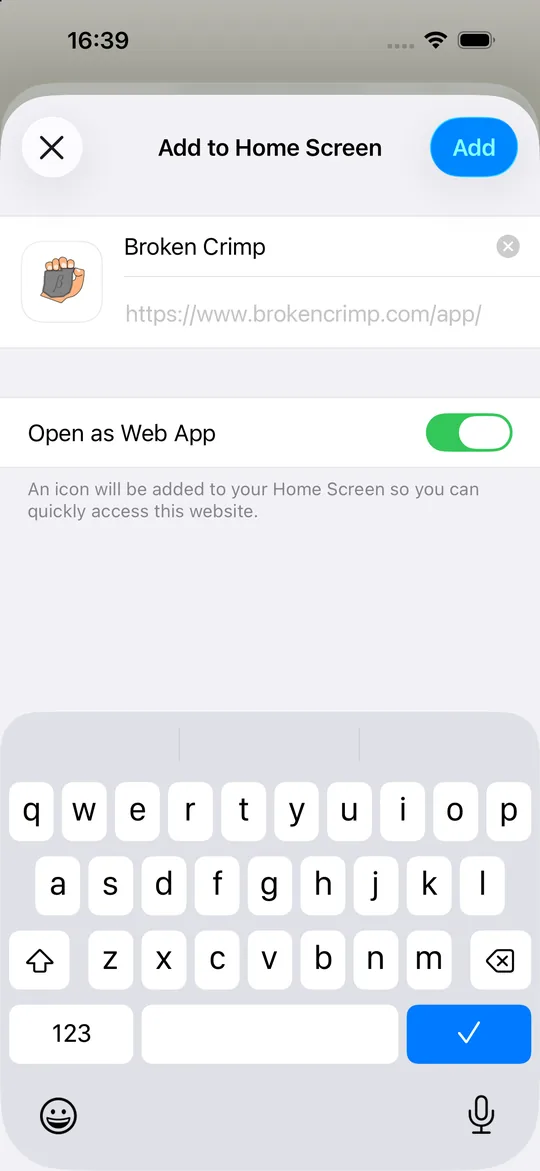 16:39
Add to Home Screen
Add
Broken Crimp
https://www.brokencrimp.com/app/
Open as Web App
An icon will be added to your Home Screen so you can
quickly access this website.
q w e r t y u i o p
a s d f g h j k l
z x c v b n m
123
β